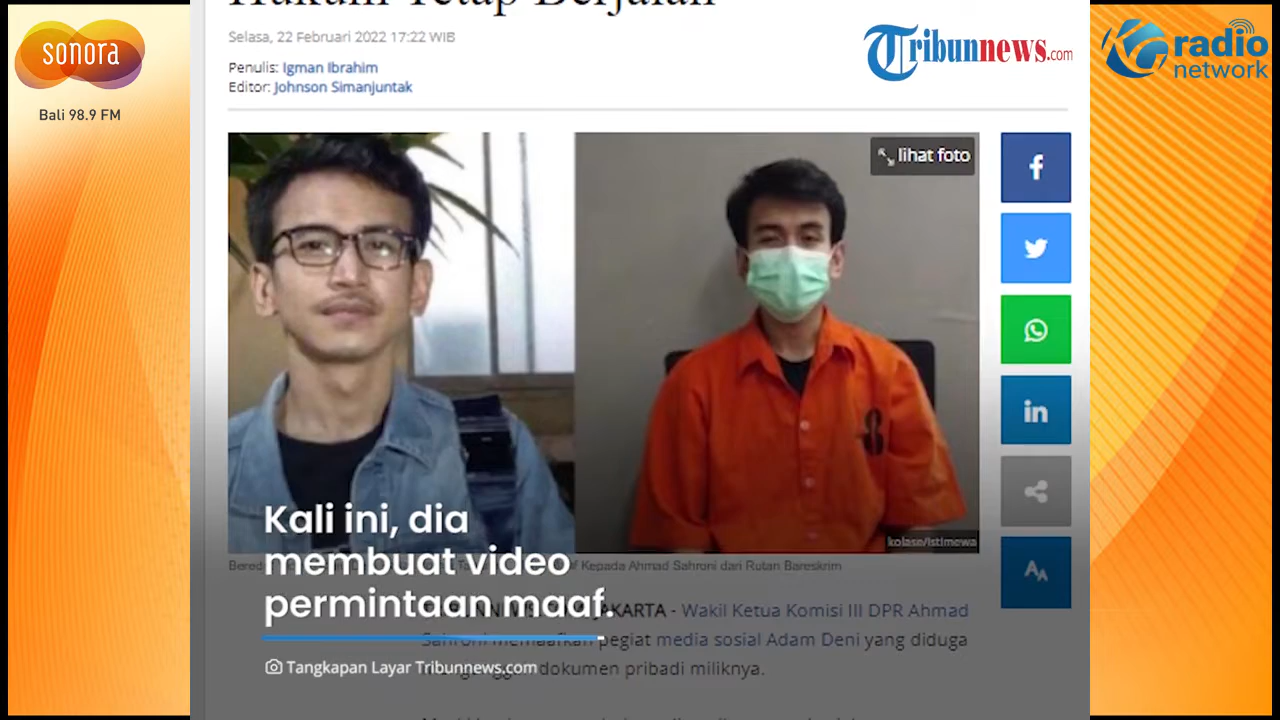 Hukum Tetap Berjalan
sonora
Bali 98.9 FM
Selasa, 22 Februari 2022 17:22 WIB
Penulis: Igman Ibrahim
Editor: Johnson Simanjuntak
Tribunnews.com
KG radio
network
lihat foto
kolase/Istimewa
Kali ini, dia
membuat video
permintaan maaf.
Kepada Ahmad Sahroni dari Rutan Bareskrim
JAKARTA - Wakil Ketua Komisi III DPR Ahmad
Sahroni memaafkan pegiat media sosial Adam Deni yang diduga
dokumen pribadi miliknya.
Tangkapan Layar Tribunnews.com